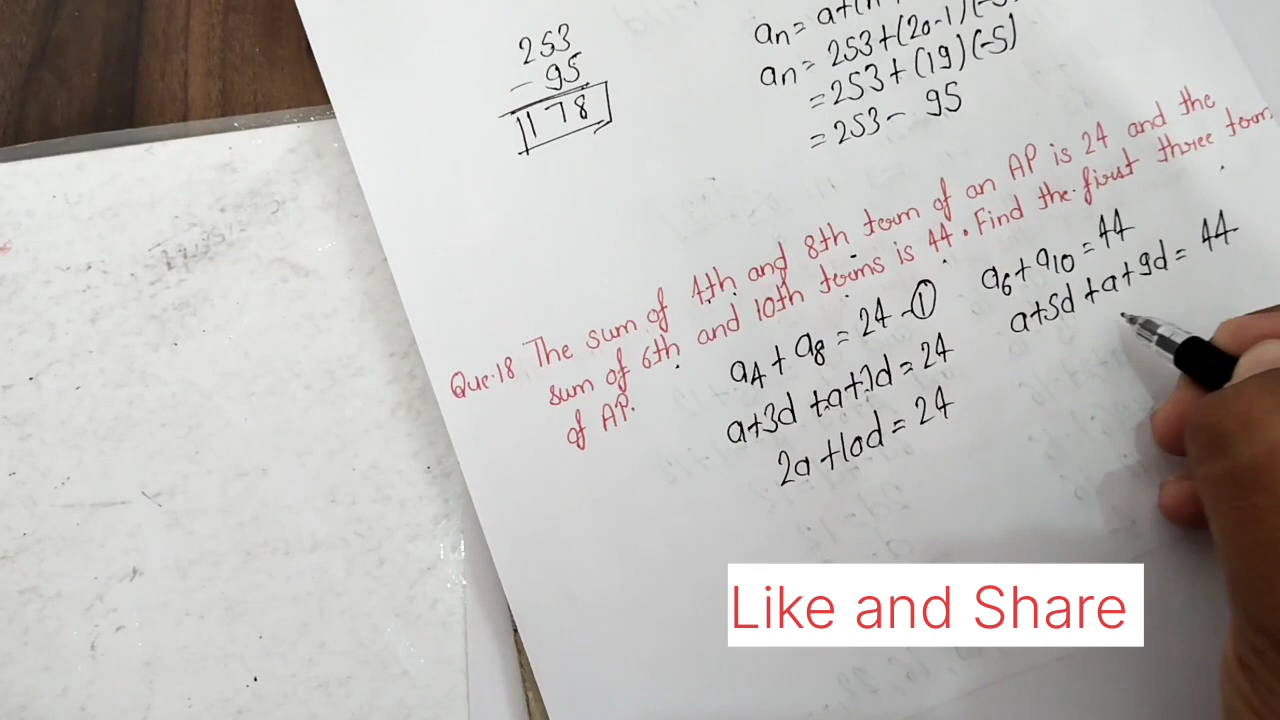 253
- 95
1178
an = a+(n
an = 253+(20-1)(-5)
= 253+(19)(-5)
= 253- 95
Que.18 The sum of 4th and 8th term of an AP is 24 and the
sum of 6th and 10th terms is 44. Find the first three term
of AP.
a4 + a8 = 24 -①
a+3d +a+7d = 24
2a +10d = 24
a6 + a10 = 44
a+5d +a+9d = 44
Like and Share